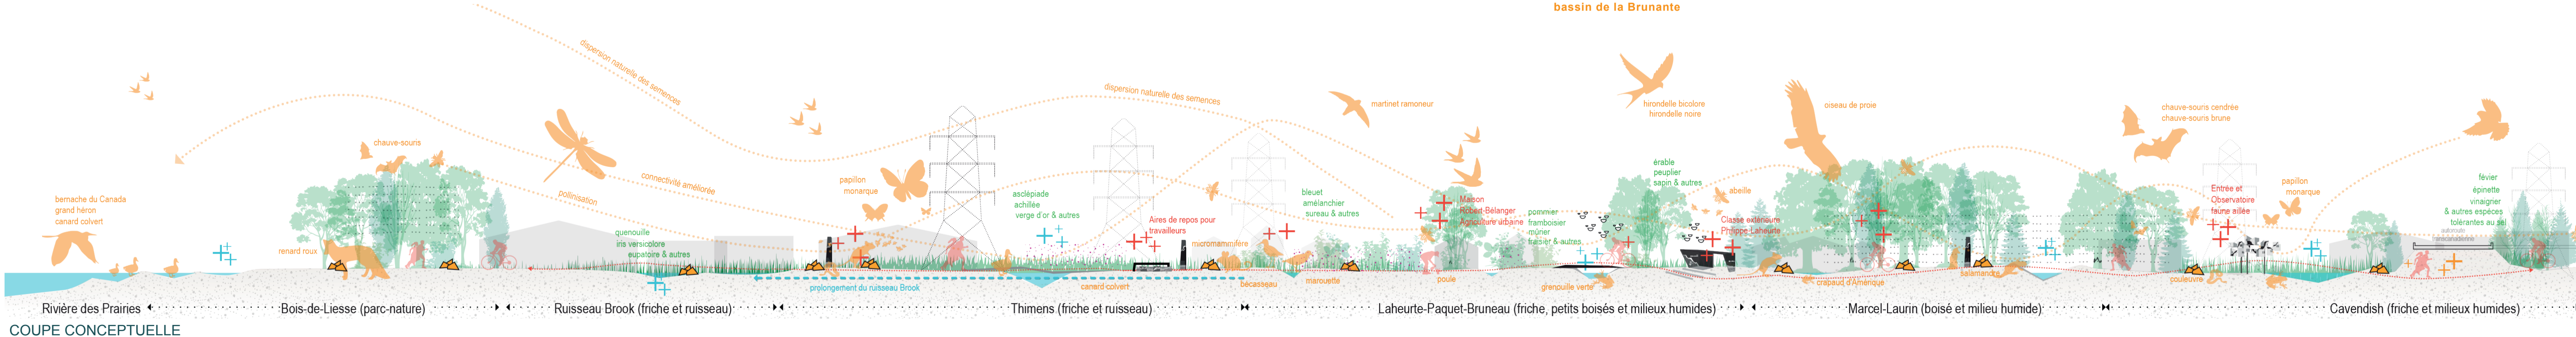 bassin de la Brunante
dispersion naturelle des semences
dispersion naturelle des semences
martinet ramoneur
hirondelle bicolore
hirondelle noire
oiseau de proie
chauve-souris cendrée
chauve-souris brune
chauve-souris
connectivité améliorée
pollinisation
bernache du Canada
grand héron
canard colvert
renard roux
quenouille
iris versicolore
eupatoire & autres
papillon
monarque
asclépiade
achillée
verge d'or & autres
Aires de repos pour
travailleurs
micromammifère
bleuet
amélanchier
sureau & autres
Maison
Robert-Bélanger
Agriculture urbaine
pommier
framboisier
mûrier
fraisier & autres
érable
peuplier
sapin & autres
abeille
Classe extérieure
Philippe-Laheurte
Entrée et
Observatoire
faune ailée
papillon
monarque
févier
épinette
vinaigrier
& autres espèces
tolérantes au sel
autoroute
Transcanadienne
prolongement du ruisseau Brook
canard colvert
bécasseau
marouette
poule
grenouille verte
crapaud d'Amérique
salamandre
couleuvre
Rivière des Prairies
Bois-de-Liesse (parc-nature)
Ruisseau Brook (friche et ruisseau)
Thimens (friche et ruisseau)
Laheurte-Paquet-Bruneau (friche, petits boisés et milieux humides)
Marcel-Laurin (boisé et milieu humide)
Cavendish (friche et milieux humides)
COUPE CONCEPTUELLE